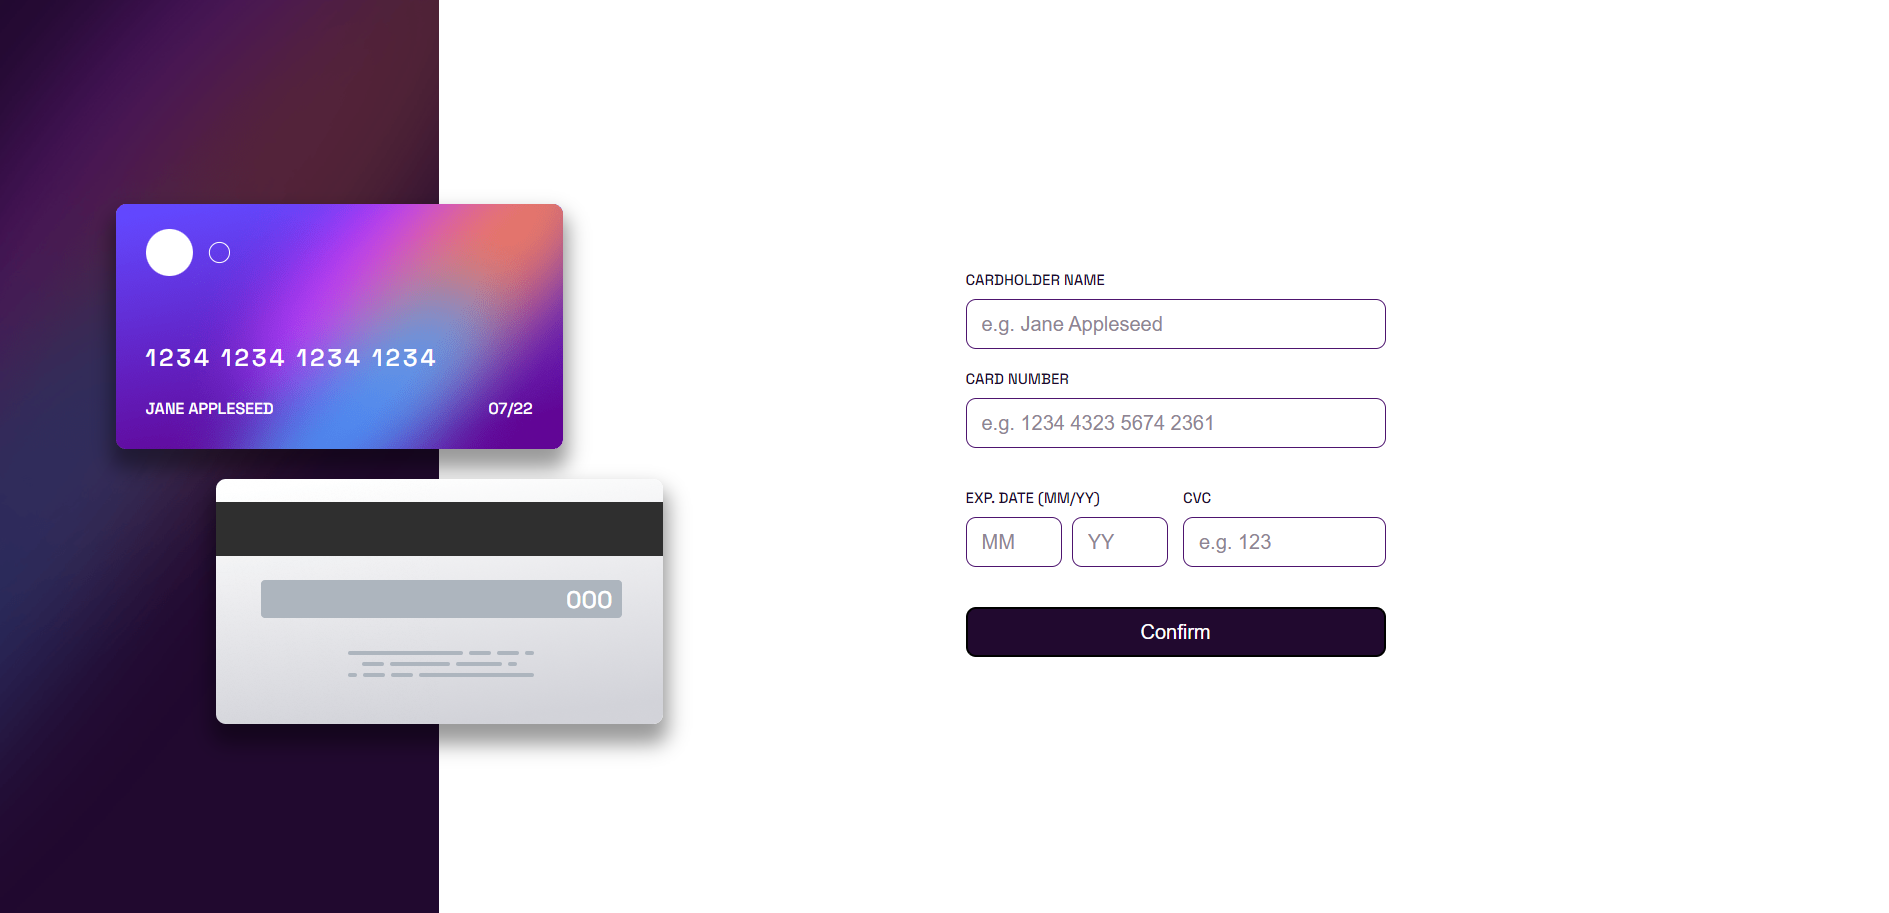 1234 1234 1234 1234
JANE APPLESEED 07/22
000
CARDHOLDER NAME
e.g. Jane Appleseed
CARD NUMBER
e.g. 1234 4323 5674 2361
EXP. DATE (MM/YY) CVC
MM YY e.g. 123
Confirm